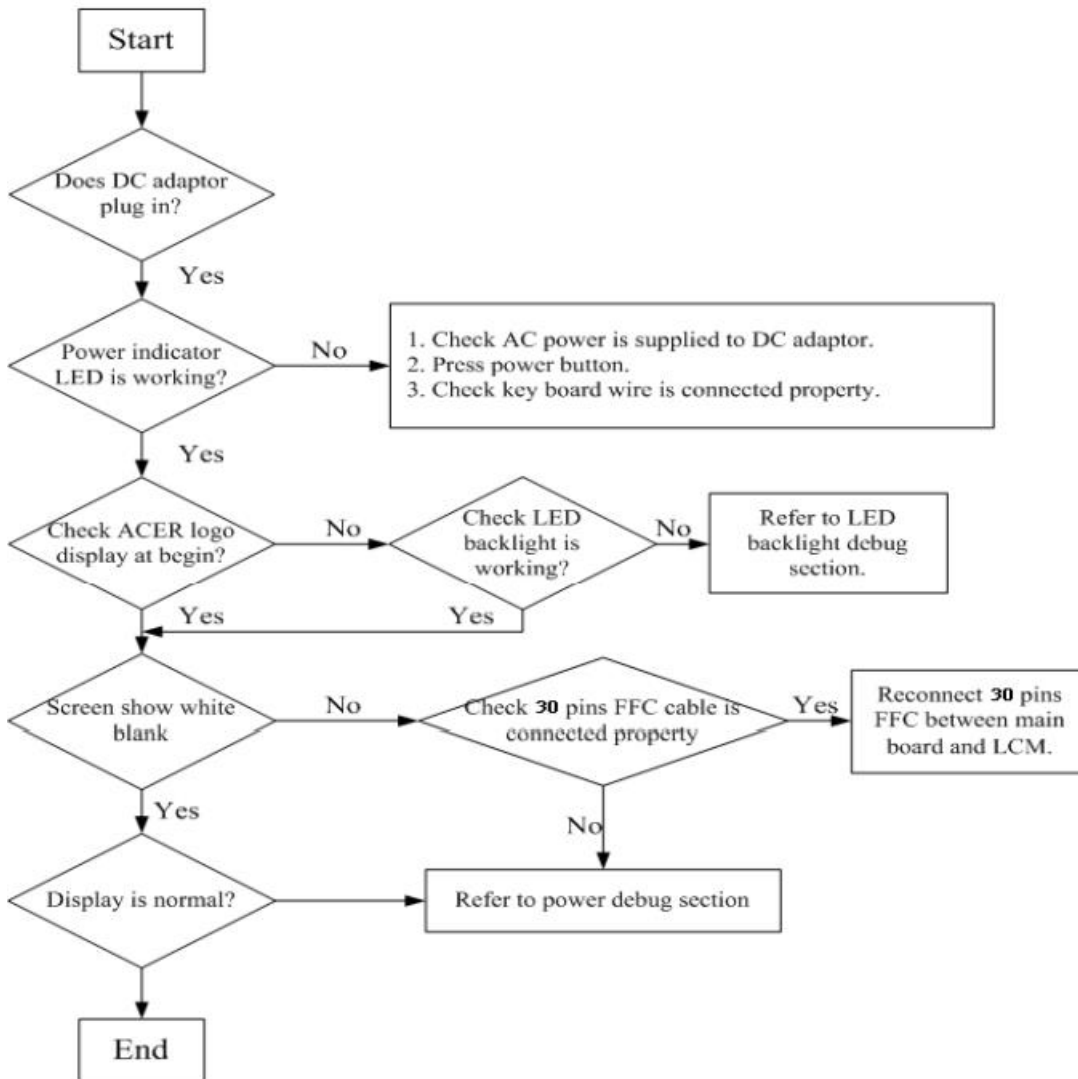 Start
Does DC adaptor
plug in?
Yes
Power indicator
LED is working?
No
1. Check AC power is supplied to DC adaptor.
2. Press power button.
3. Check key board wire is connected property.
Yes
Check ACER logo
display at begin?
No
Check LED
backlight is
working?
No
Refer to LED
backlight debug
section.
Yes
Yes
Screen show white
blank
No
Check 30 pins FFC cable is
connected property
Yes
Reconnect 30 pins
FFC between main
board and LCM.
Yes
No
Display is normal?
Refer to power debug section
End